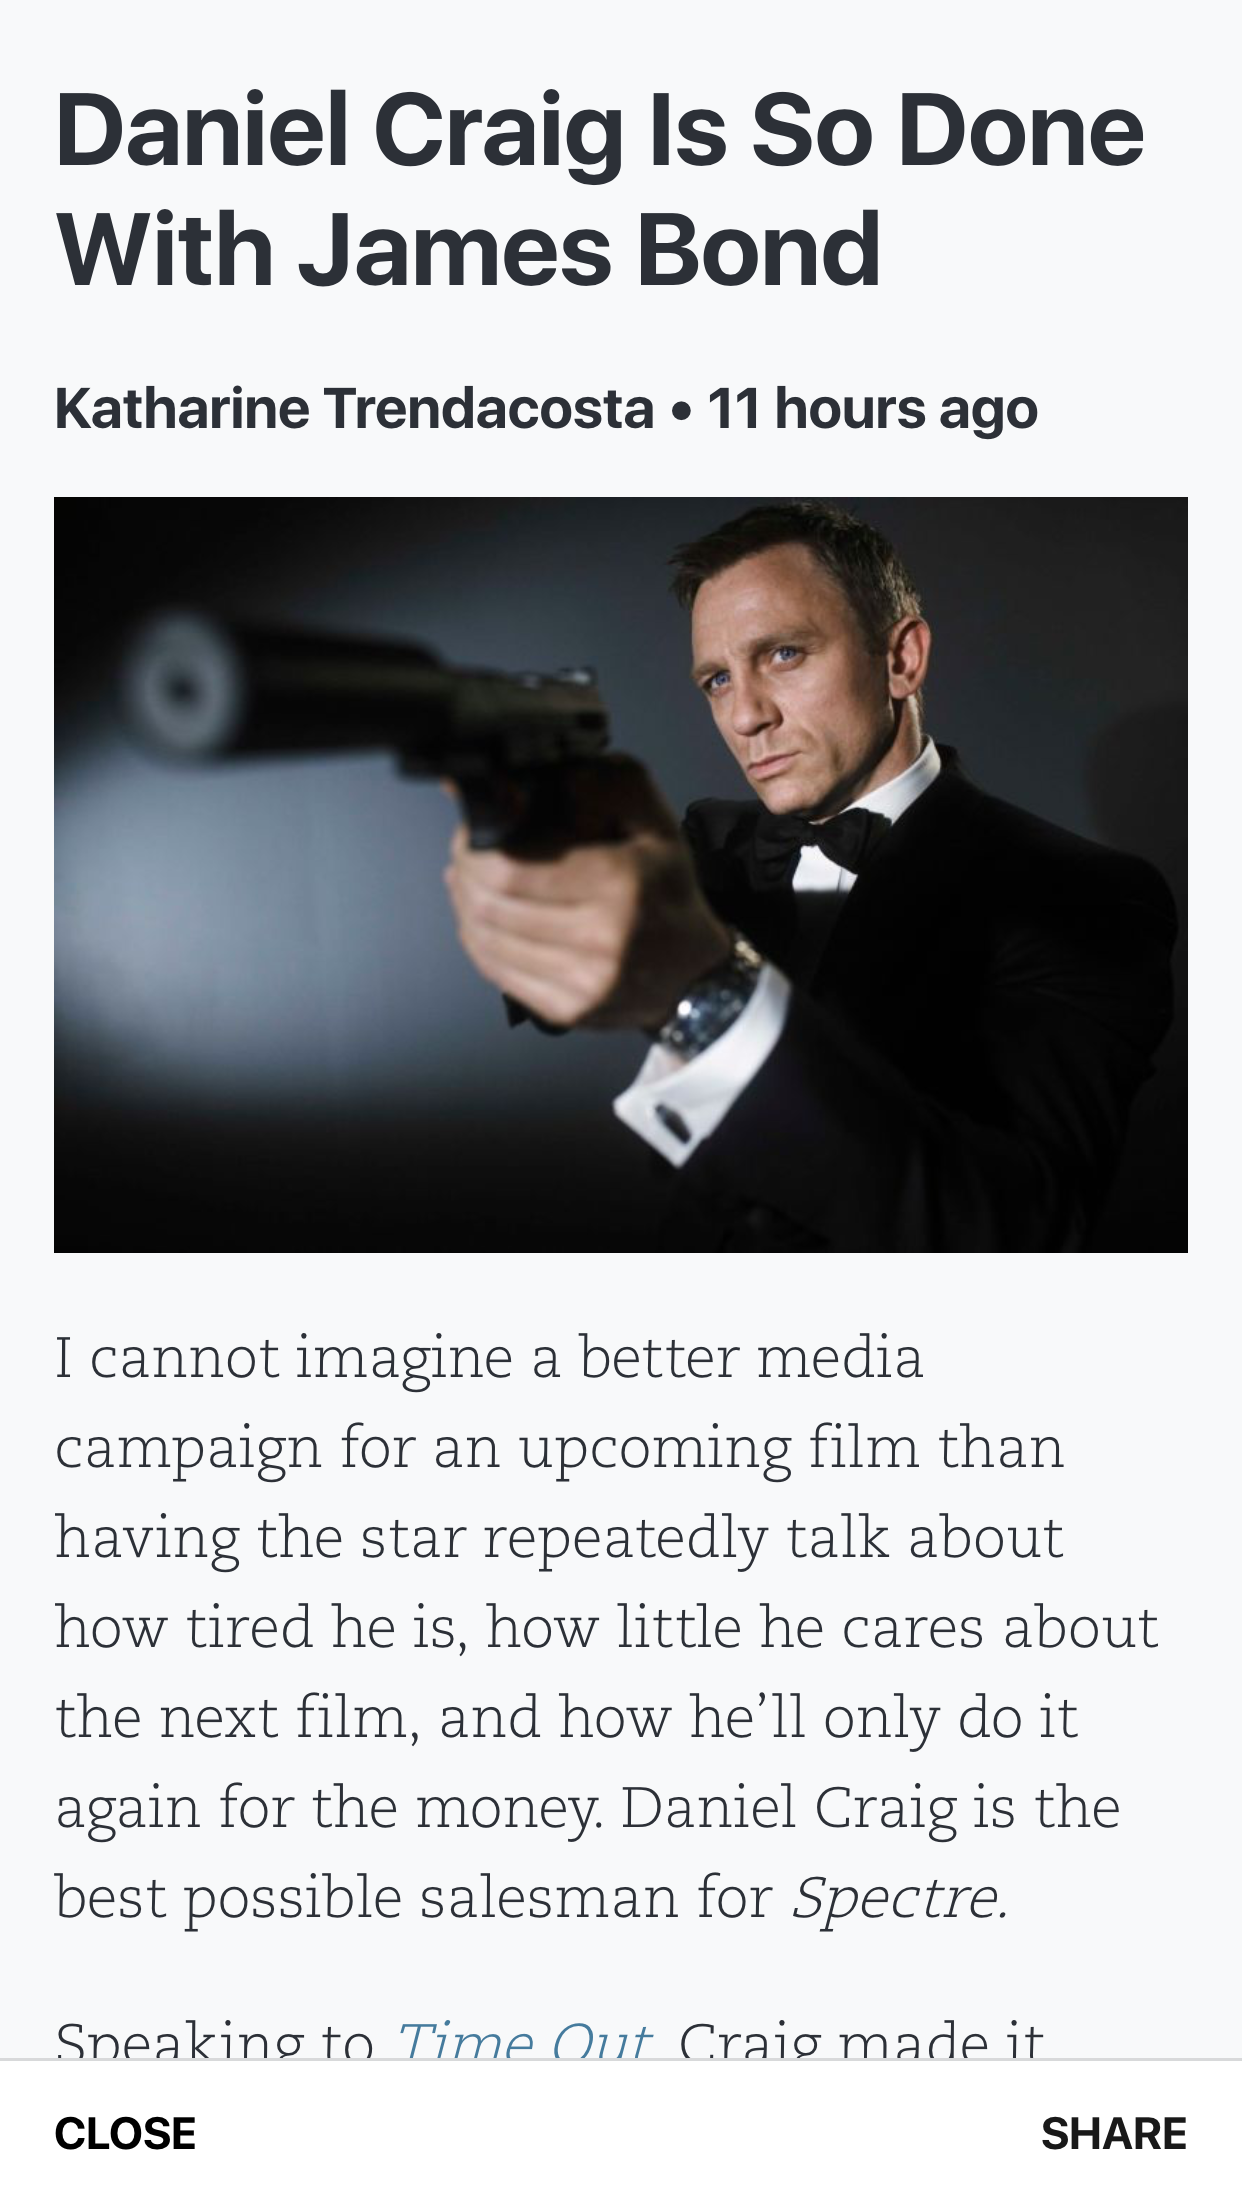 Daniel Craig Is So Done
With James Bond
Katharine Trendacosta • 11 hours ago
I cannot imagine a better media
campaign for an upcoming film than
having the star repeatedly talk about
how tired he is, how little he cares about
the next film, and how he’ll only do it
again for the money. Daniel Craig is the
best possible salesman for Spectre.
Speaking to Time Out, Craig made it
CLOSE
SHARE